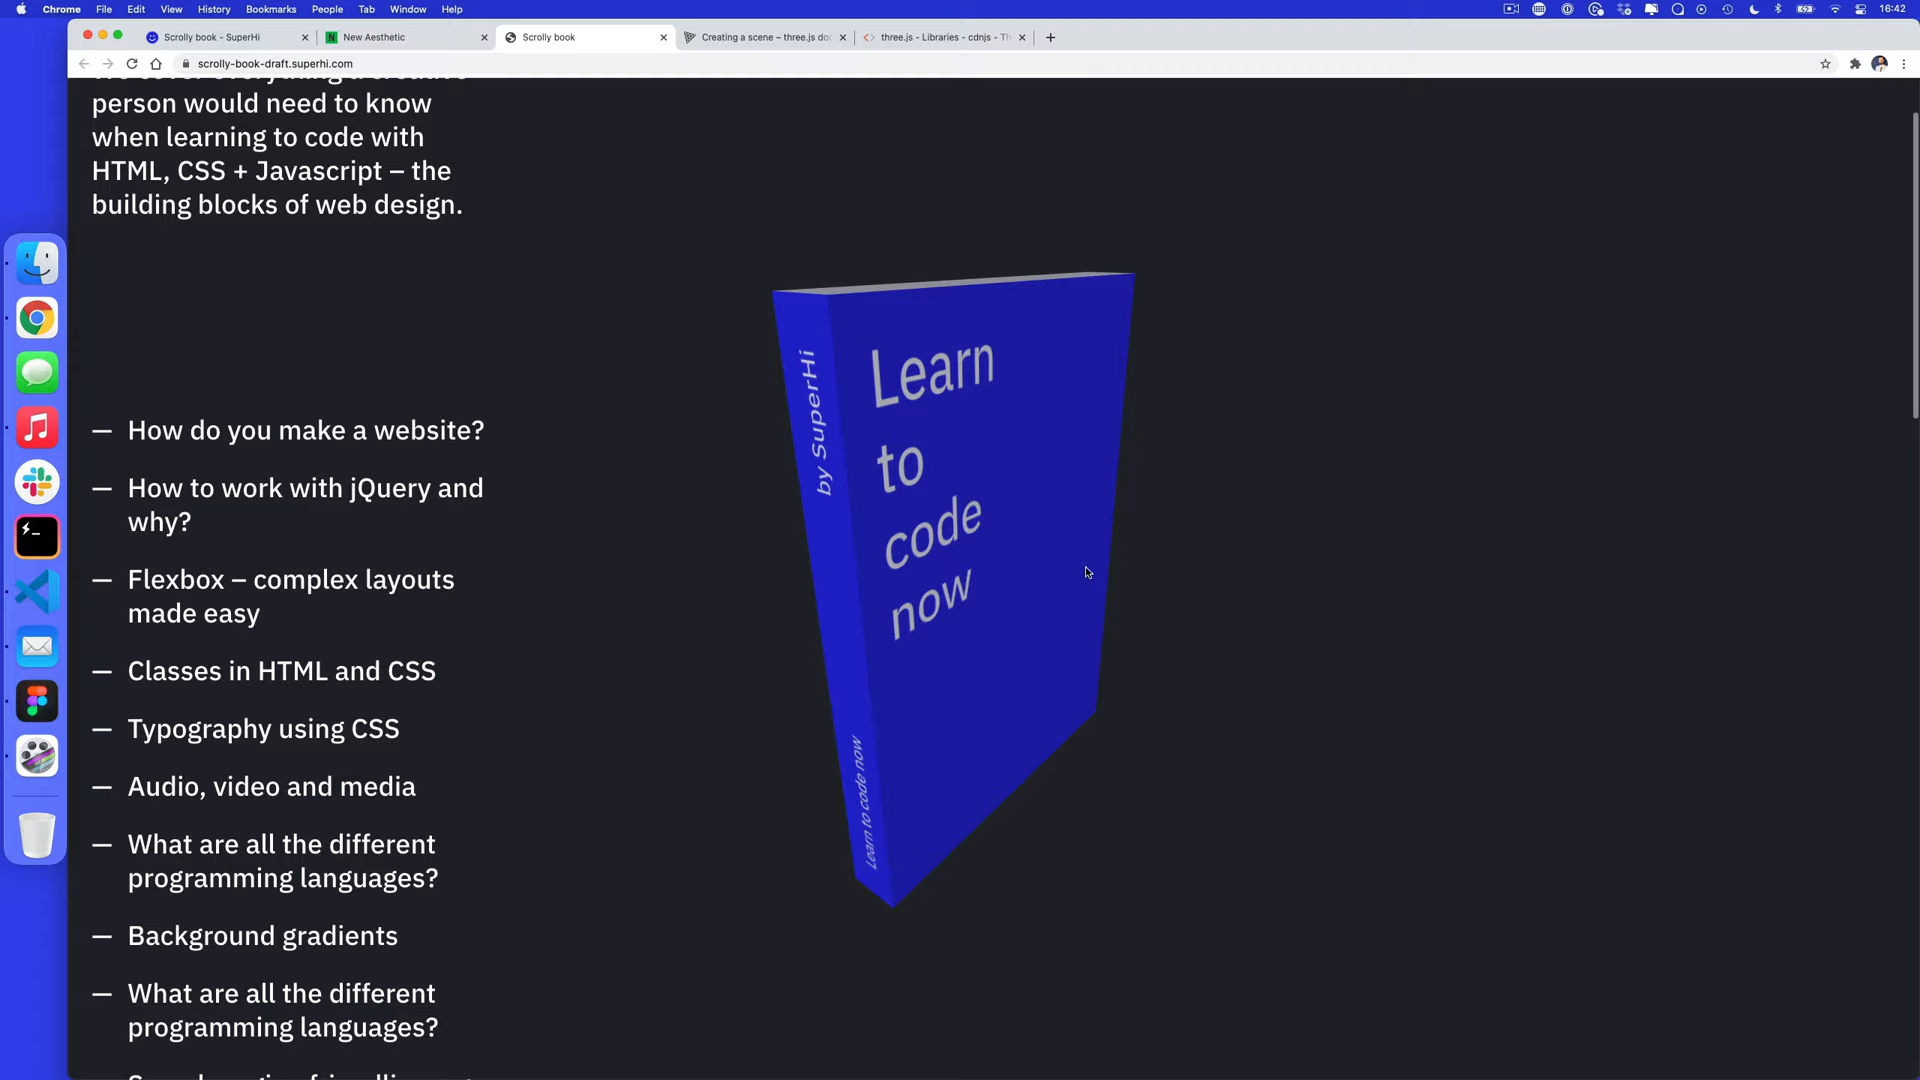 Chrome File Edit View History Bookmarks People Tab Window Help 16:42
Scrolly book - SuperHi
New Aesthetic
Scrolly book
Creating a scene – three.js do
three.js - Libraries - cdnjs - Th
scrolly-book-draft.superhi.com
person would need to know
when learning to code with
HTML, CSS + Javascript – the
building blocks of web design.
— How do you make a website?
— How to work with jQuery and
why?
— Flexbox – complex layouts
made easy
— Classes in HTML and CSS
— Typography using CSS
— Audio, video and media
— What are all the different
programming languages?
— Background gradients
— What are all the different
programming languages?
by SuperHi
Learn to code now
Learn
to
code
now